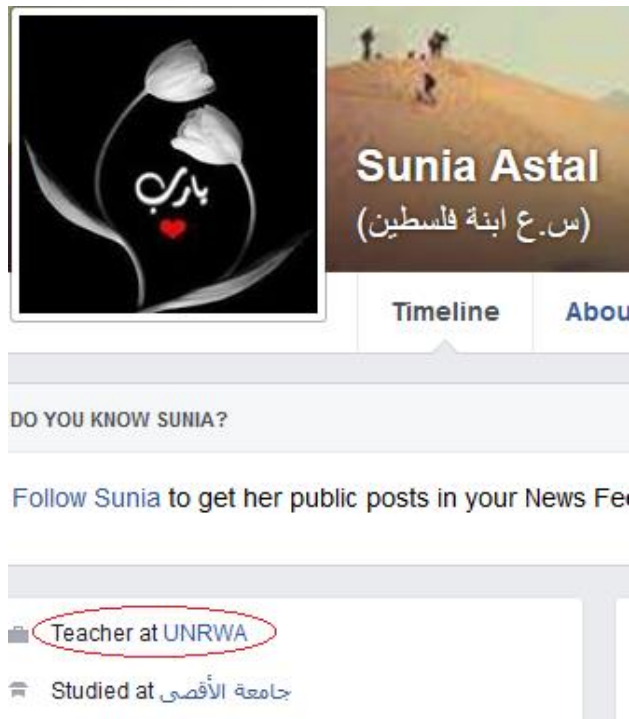 يارب
Sunia Astal
(س.ع ابنة فلسطين)
Timeline
Abou
DO YOU KNOW SUNIA?
Follow Sunia to get her public posts in your News Fee
Teacher at UNRWA
Studied at جامعة الأقصى